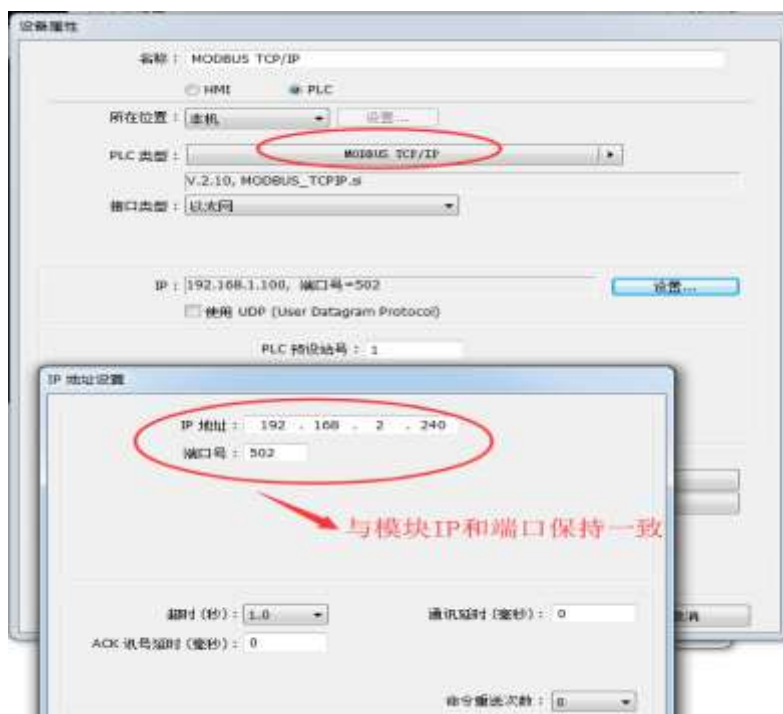 设备属性
名称： MODBUS TCP/IP
HMI PLC
所在位置： 本机 设置...
PLC 类型： MODBUS TCP/IP
V.2.10, MODBUS_TCPIP.si
接口类型： 以太网
IP： 192.168.1.100, 端口号=502 设置...
使用 UDP (User Datagram Protocol)
PLC 预设站号： 1
IP 地址设置
IP 地址： 192 . 168 . 2 . 240
端口号： 502
与模块IP和端口保持一致
超时 (秒)： 1.0 通讯延时 (毫秒)： 0
ACK 讯号延时 (毫秒)： 0 取消
命令重送次数： 0